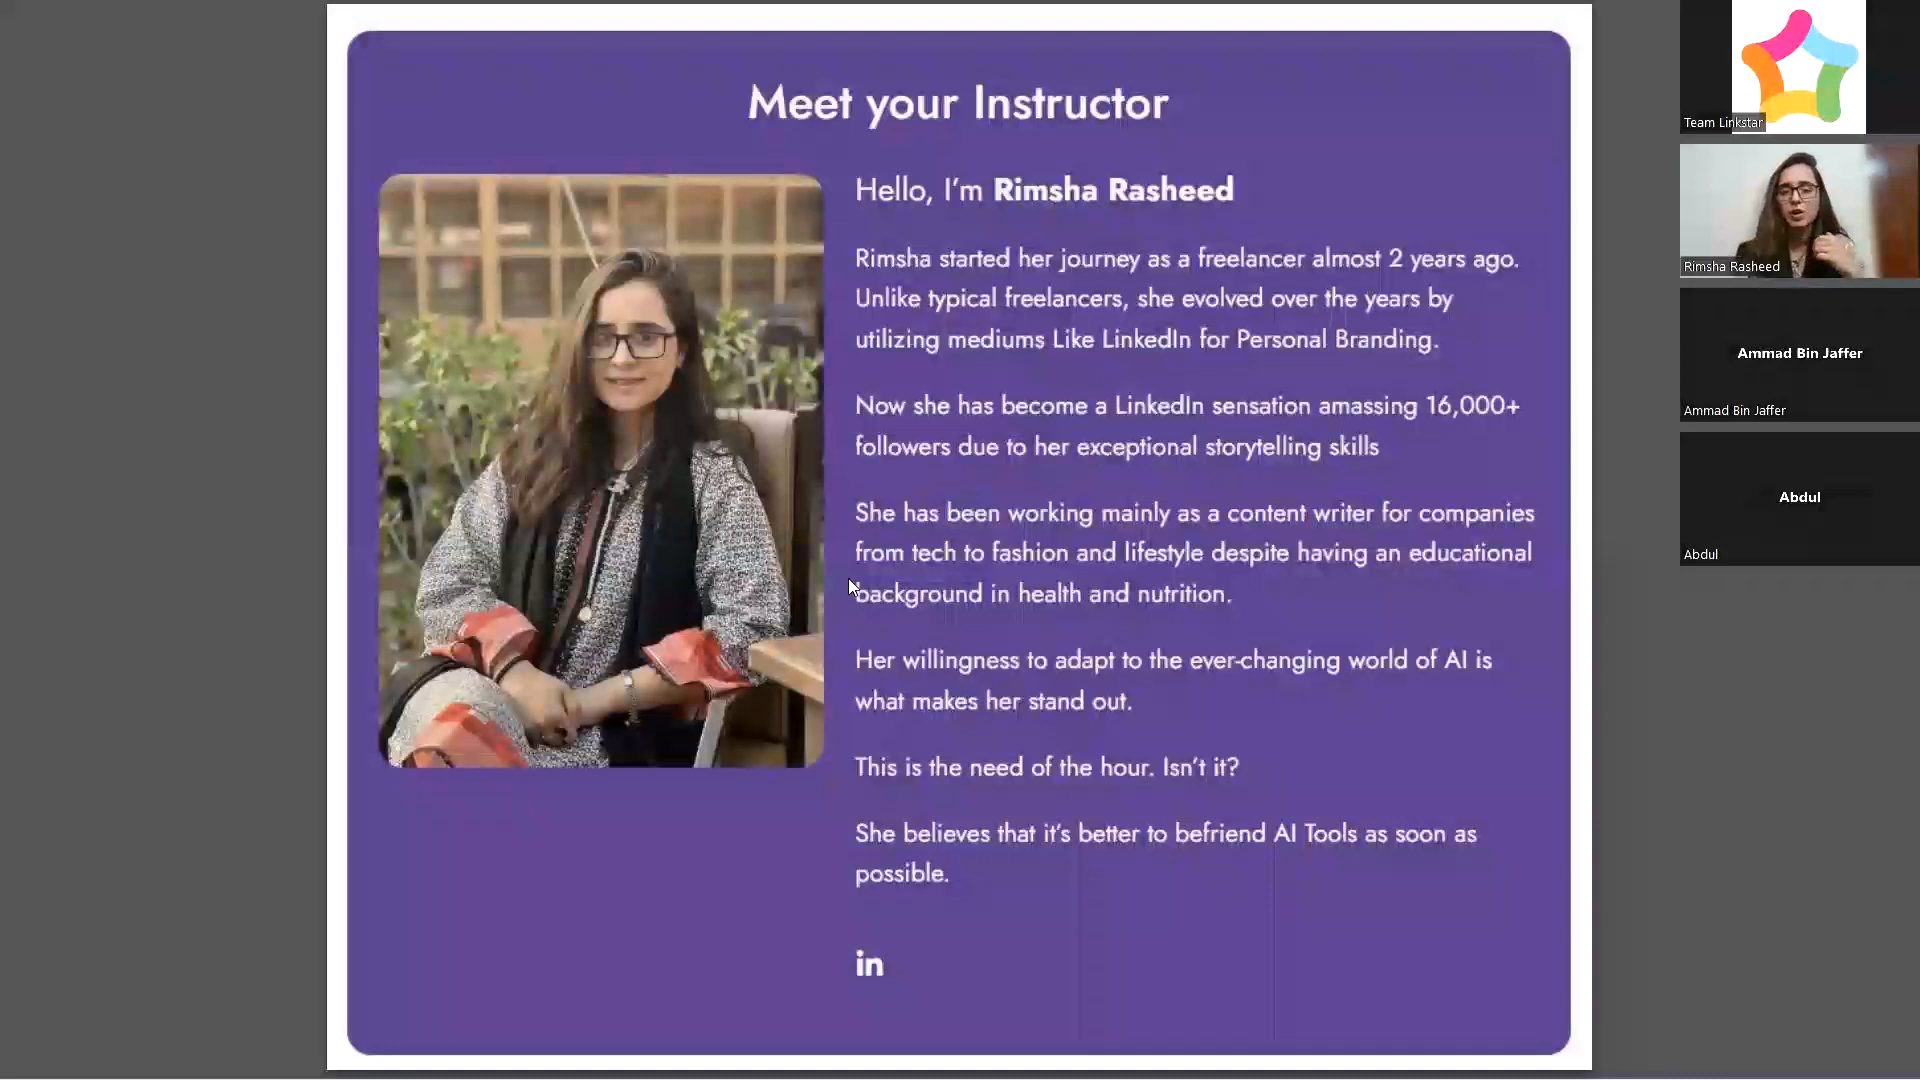 Meet your Instructor
Hello, I'm Rimsha Rasheed
Rimsha started her journey as a freelancer almost 2 years ago.
Unlike typical freelancers, she evolved over the years by
utilizing mediums Like LinkedIn for Personal Branding.
Now she has become a LinkedIn sensation amassing 16,000+
followers due to her exceptional storytelling skills
She has been working mainly as a content writer for companies
from tech to fashion and lifestyle despite having an educational
background in health and nutrition.
Her willingness to adapt to the ever-changing world of AI is
what makes her stand out.
This is the need of the hour. Isn't it?
She believes that it's better to befriend AI Tools as soon as
possible.
in
Team Linkstar
Rimsha Rasheed
Ammad Bin Jaffer
Ammad Bin Jaffer
Abdul
Abdul